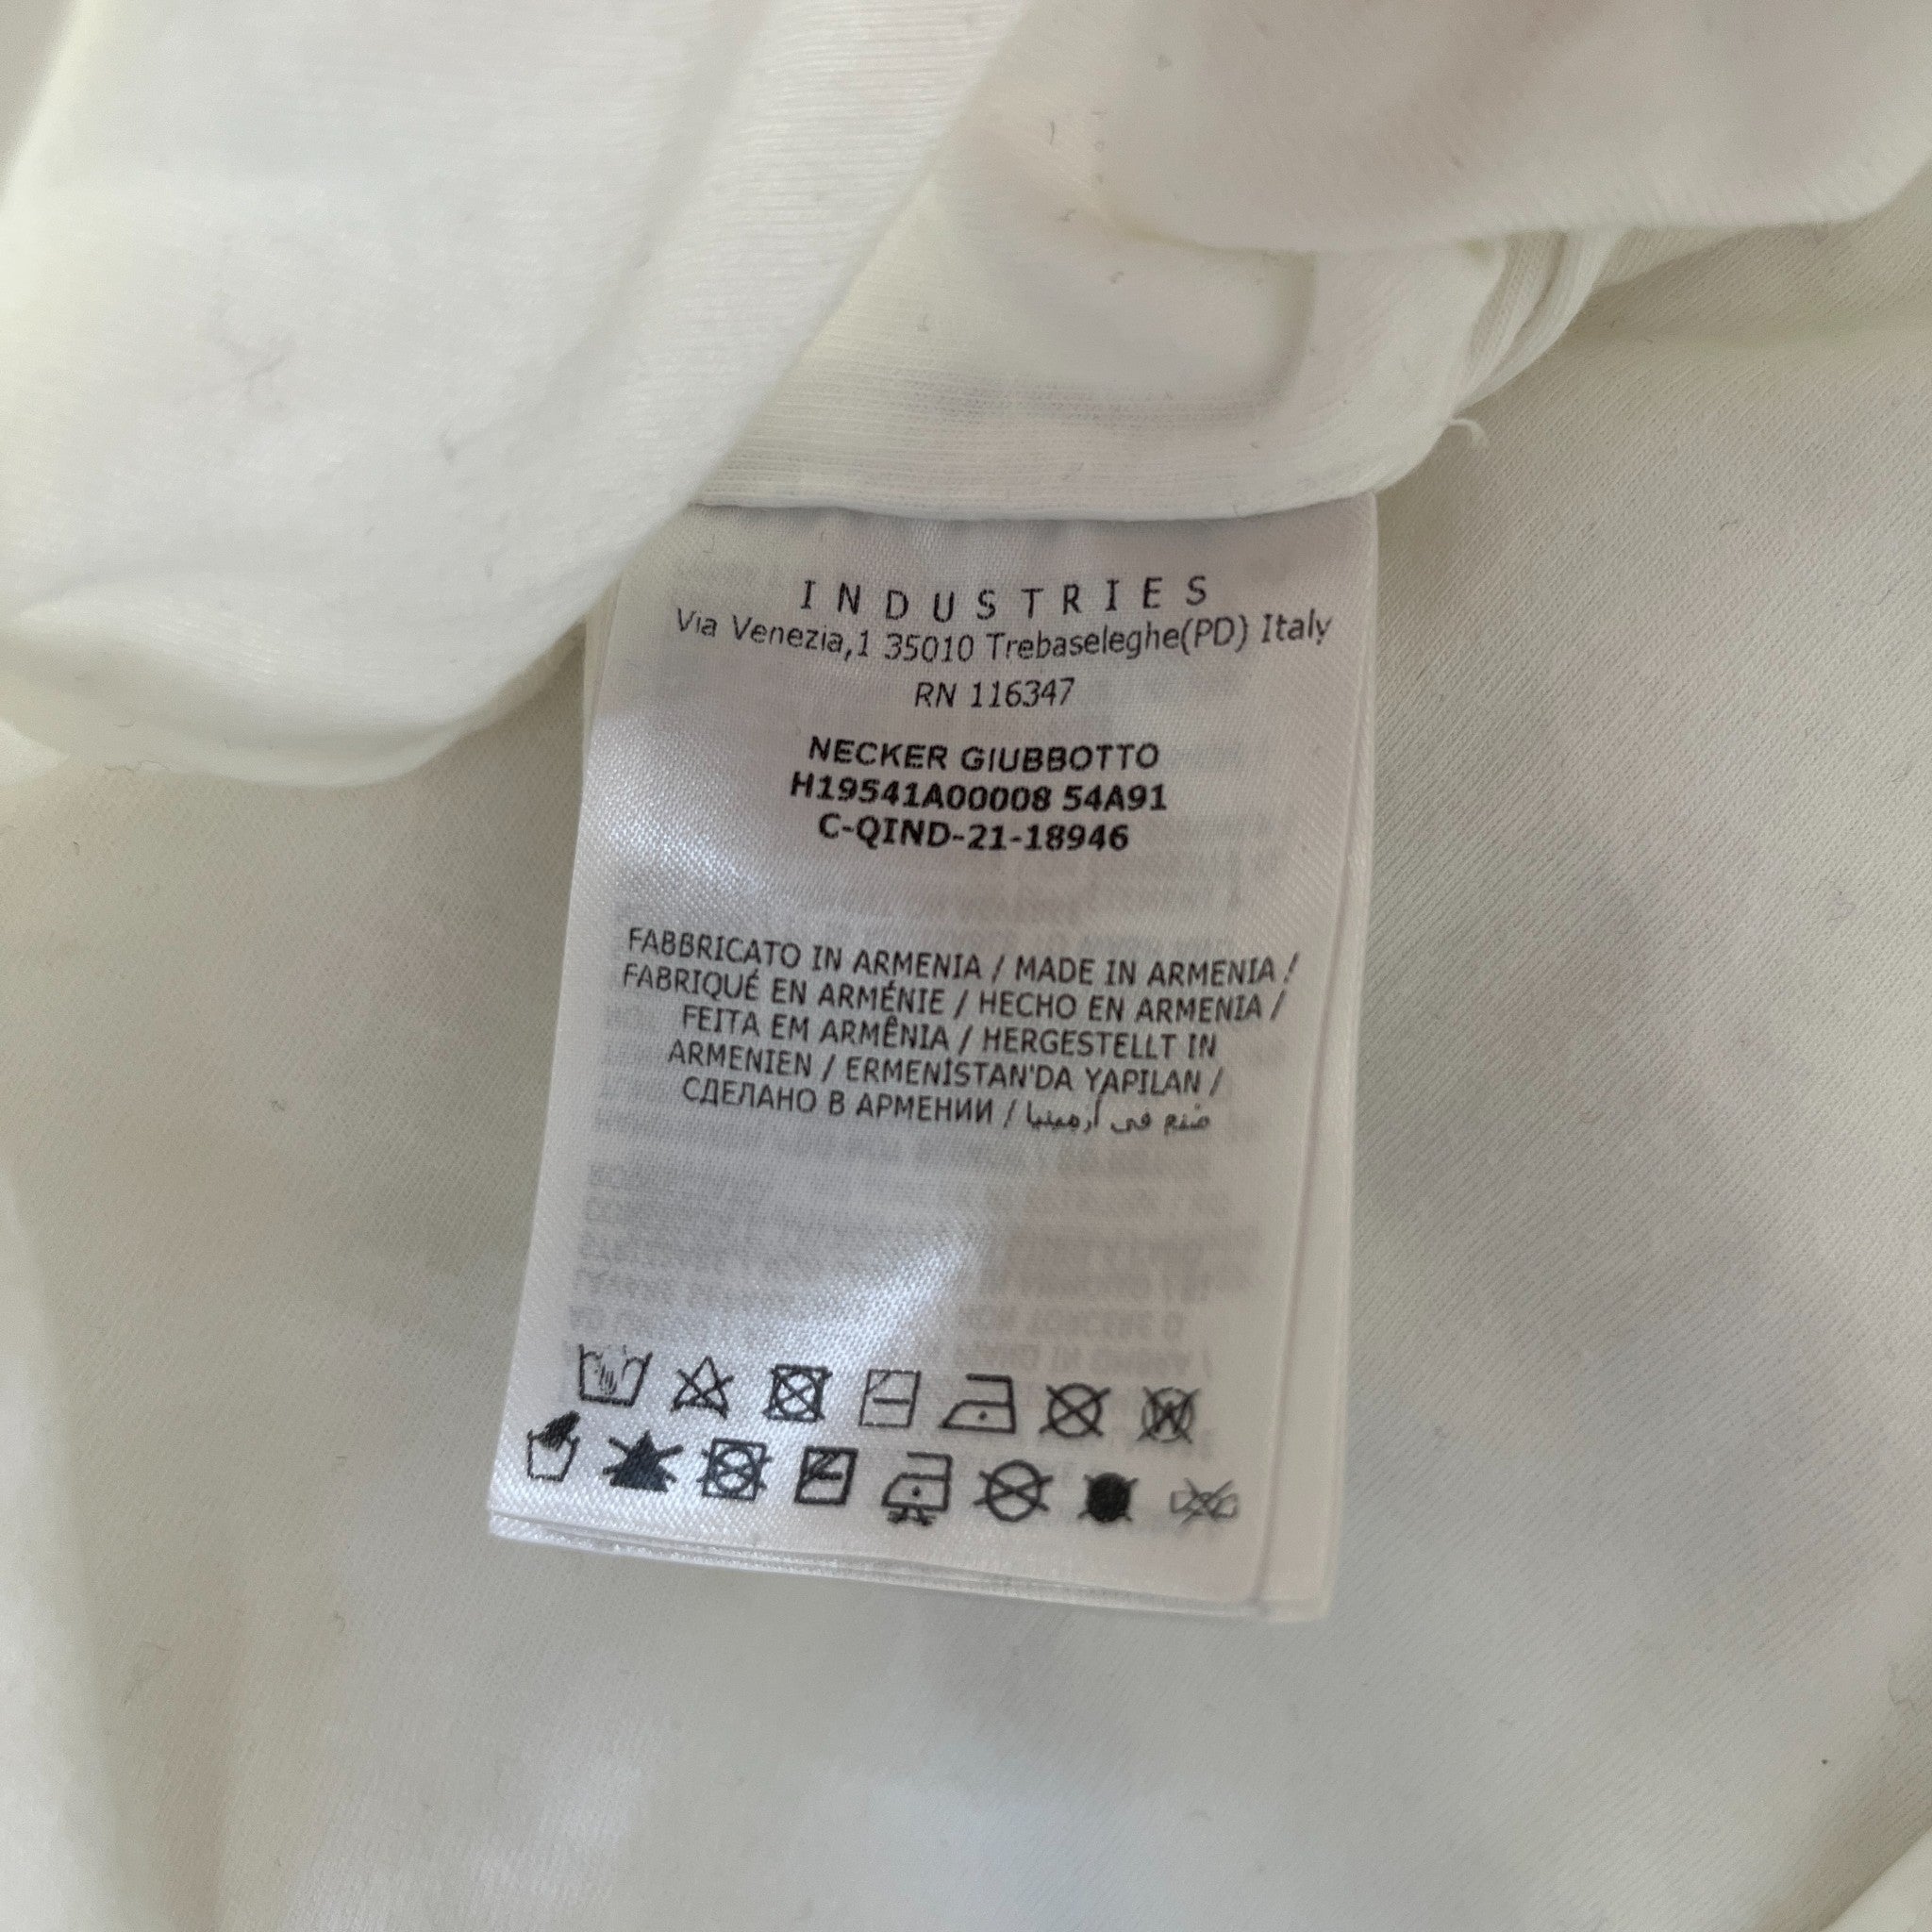 INDUSTRIES
Via Venezia,1 35010 Trebaseleghe(PD) Italy
RN 116347
NECKER GIUBBOTTO
H19541A00008 54A91
C-QIND-21-18946
FABBRICATO IN ARMENIA / MADE IN ARMENIA /
FABRIQUÉ EN ARMÉNIE / HECHO EN ARMENIA /
FEITA EM ARMÊNIA / HERGESTELLT IN
ARMENIEN / ERMENİSTAN'DA YAPILAN /
СДЕЛАНО В АРМЕНИИ / صُنع في أرمينيا